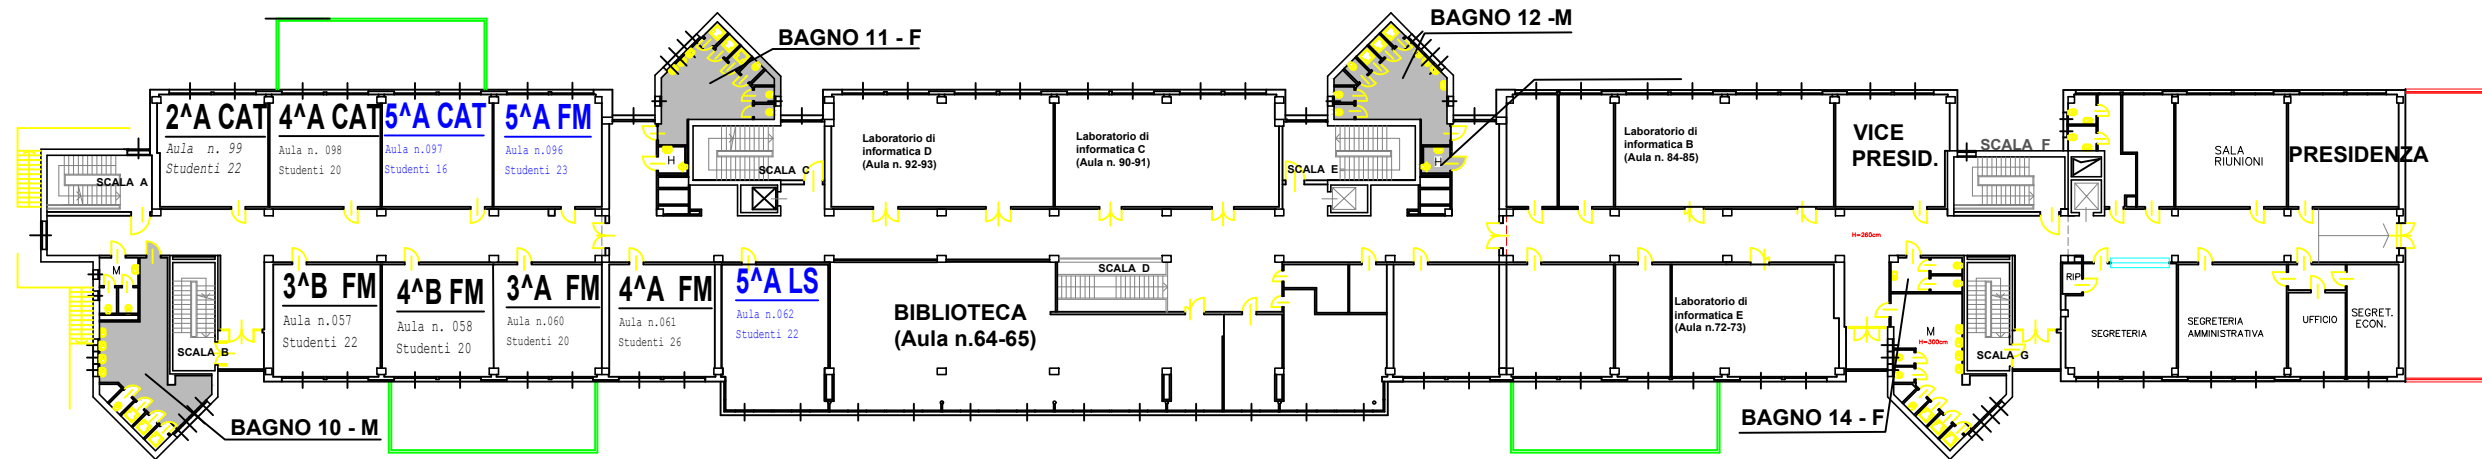 BAGNO 11 - F
BAGNO 12 -M
2^A CAT
Aula n. 99
Studenti 22
4^A CAT
Aula n. 098
Studenti 20
5^A CAT
Aula n.097
Studenti 16
5^A FM
Aula n.096
Studenti 23
SCALA A
H
SCALA C
Laboratorio di
informatica D
(Aula n. 92-93)
Laboratorio di
informatica C
(Aula n. 90-91)
SCALA E
H
Laboratorio di
informatica B
(Aula n. 84-85)
VICE
PRESID.
SCALA F
SALA
RIUNIONI
PRESIDENZA
H=260cm
M
SCALA B
3^B FM
Aula n.057
Studenti 22
4^B FM
Aula n. 058
Studenti 20
3^A FM
Aula n.060
Studenti 20
4^A FM
Aula n.061
Studenti 26
5^A LS
Aula n.062
Studenti 22
BIBLIOTECA
(Aula n.64-65)
SCALA D
Laboratorio di
informatica E
(Aula n.72-73)
M
H=300cm
SCALA G
RIP
SEGRETERIA
SEGRETERIA
AMMINISTRATIVA
UFFICIO
SEGRET.
ECON.
BAGNO 10 - M
BAGNO 14 - F